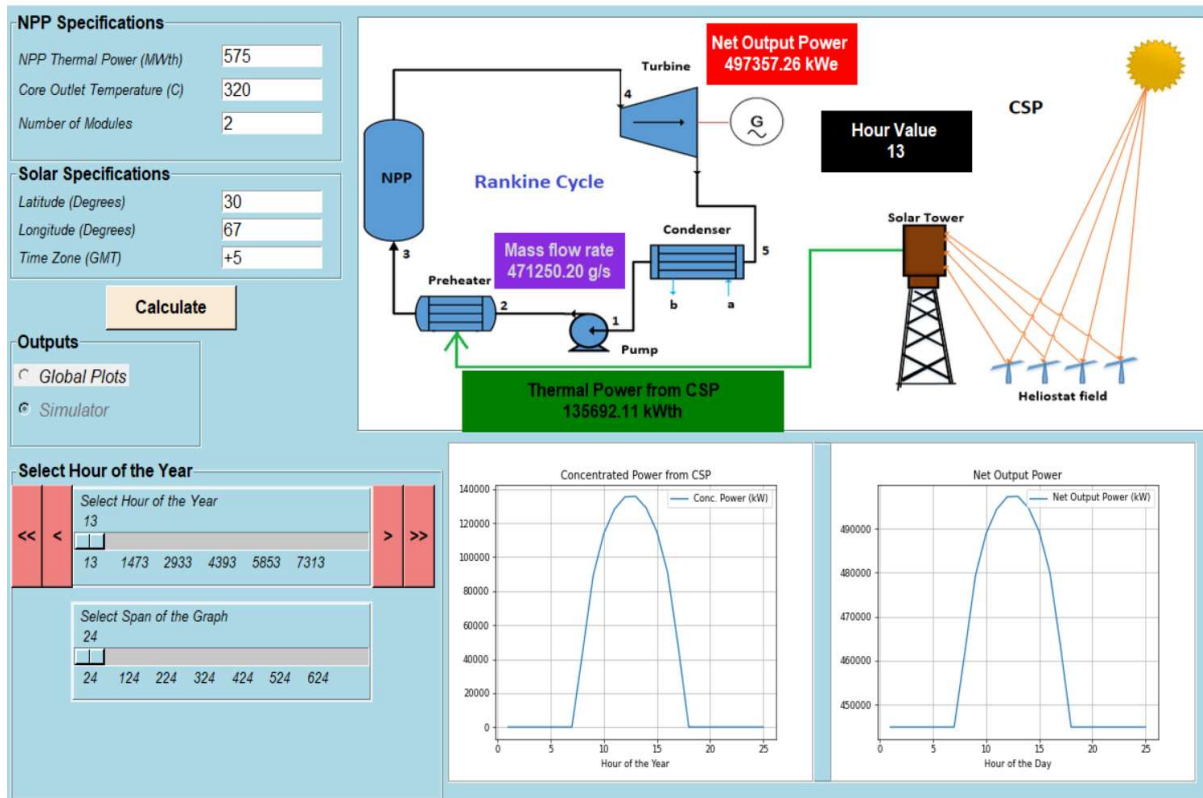 NPP Specifications
NPP Thermal Power (MWth) 575
Core Outlet Temperature (C) 320
Number of Modules 2
Solar Specifications
Latitude (Degrees) 30
Longitude (Degrees) 67
Time Zone (GMT) +5
Calculate
Outputs
Global Plots
Simulator
Net Output Power
497357.26 kWe
Turbine
4
G
CSP
Hour Value
13
NPP
Rankine Cycle
Solar Tower
Condenser
Mass flow rate
471250.20 g/s
5
3
Preheater
b
a
2
1
Pump
Thermal Power from CSP
135692.11 kWth
Heliostat field
Select Hour of the Year
<<
<
Select Hour of the Year
13
13 1473 2933 4393 5853 7313
>
>>
Select Span of the Graph
24
24 124 224 324 424 524 624
Concentrated Power from CSP
Conc. Power (kW)
140000
120000
100000
80000
60000
40000
20000
0
0 5 10 15 20 25
Hour of the Year
Net Output Power
Net Output Power (kW)
490000
480000
470000
460000
450000
0 5 10 15 20 25
Hour of the Day